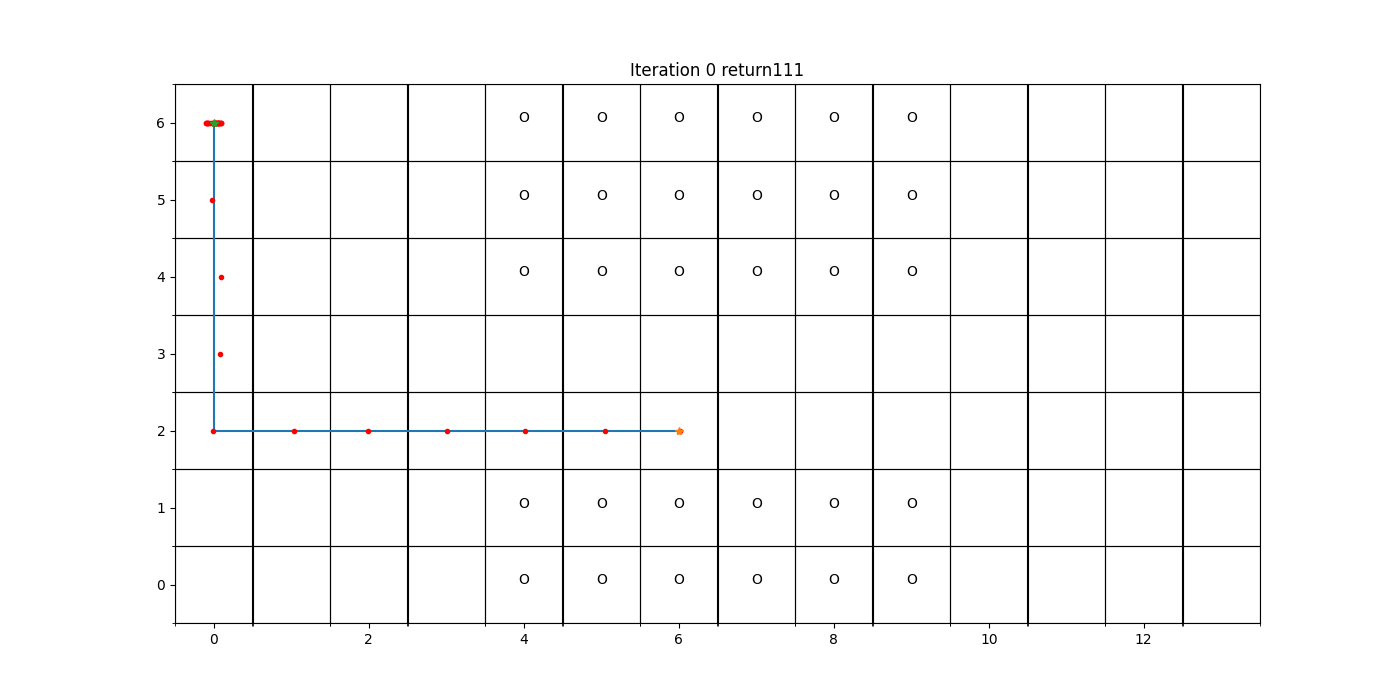 Iteration 0 return111
6 O O O O O O
5 O O O O O O
4 O O O O O O
3
2
1 O O O O O O
0 O O O O O O
0 2 4 6 8 10 12